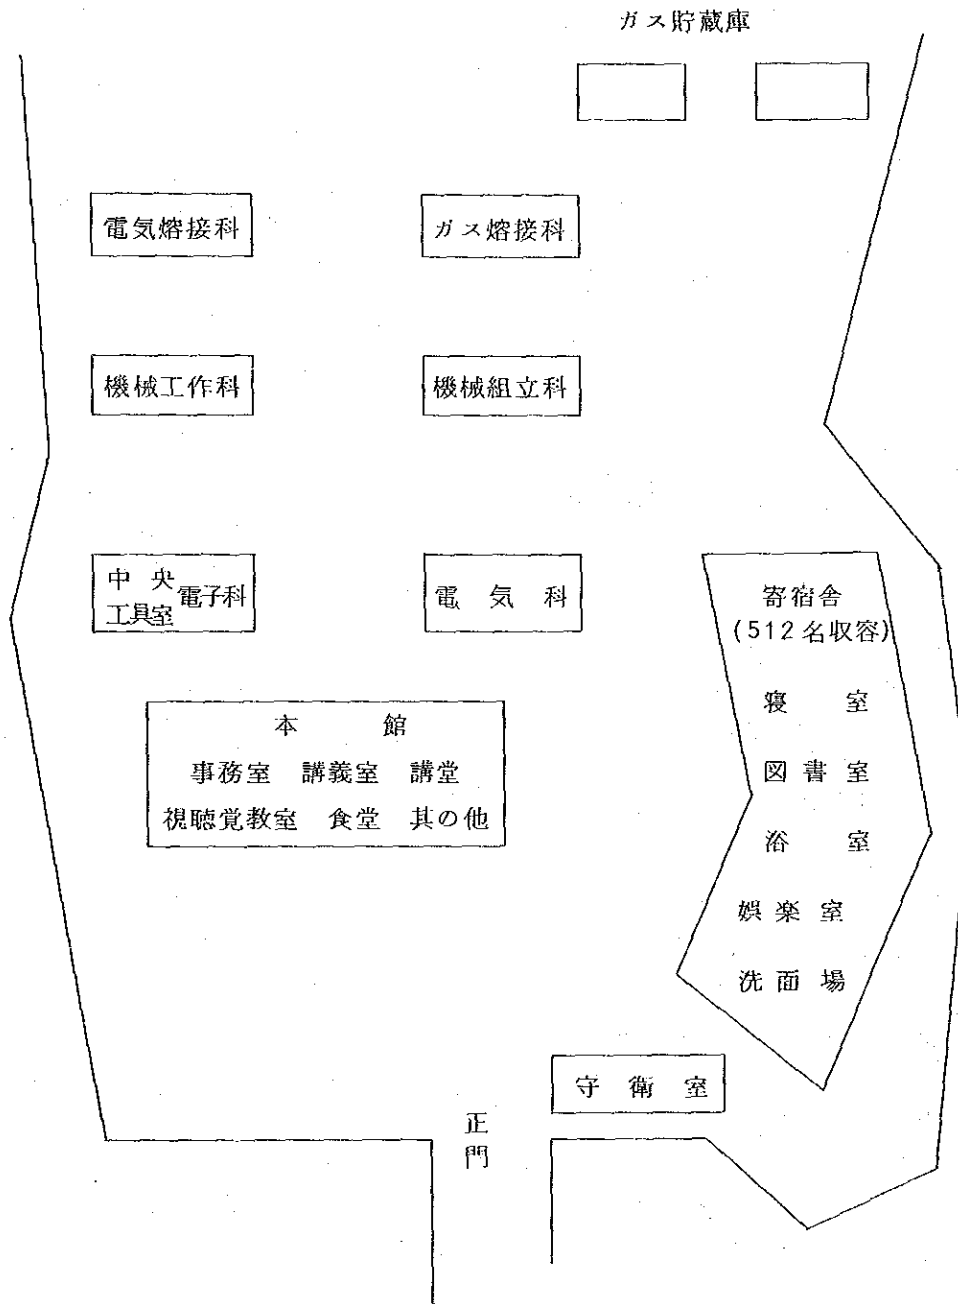 ガス貯蔵庫
電気熔接科
ガス熔接科
機械工作科
機械組立科
中央
工具室
電子科
電気科
寄宿舎
(512名収容)
寝室
図書室
浴室
娯楽室
洗面場
本館
事務室 講義室 講堂
視聴覚教室 食堂 其の他
守衛室
正
門